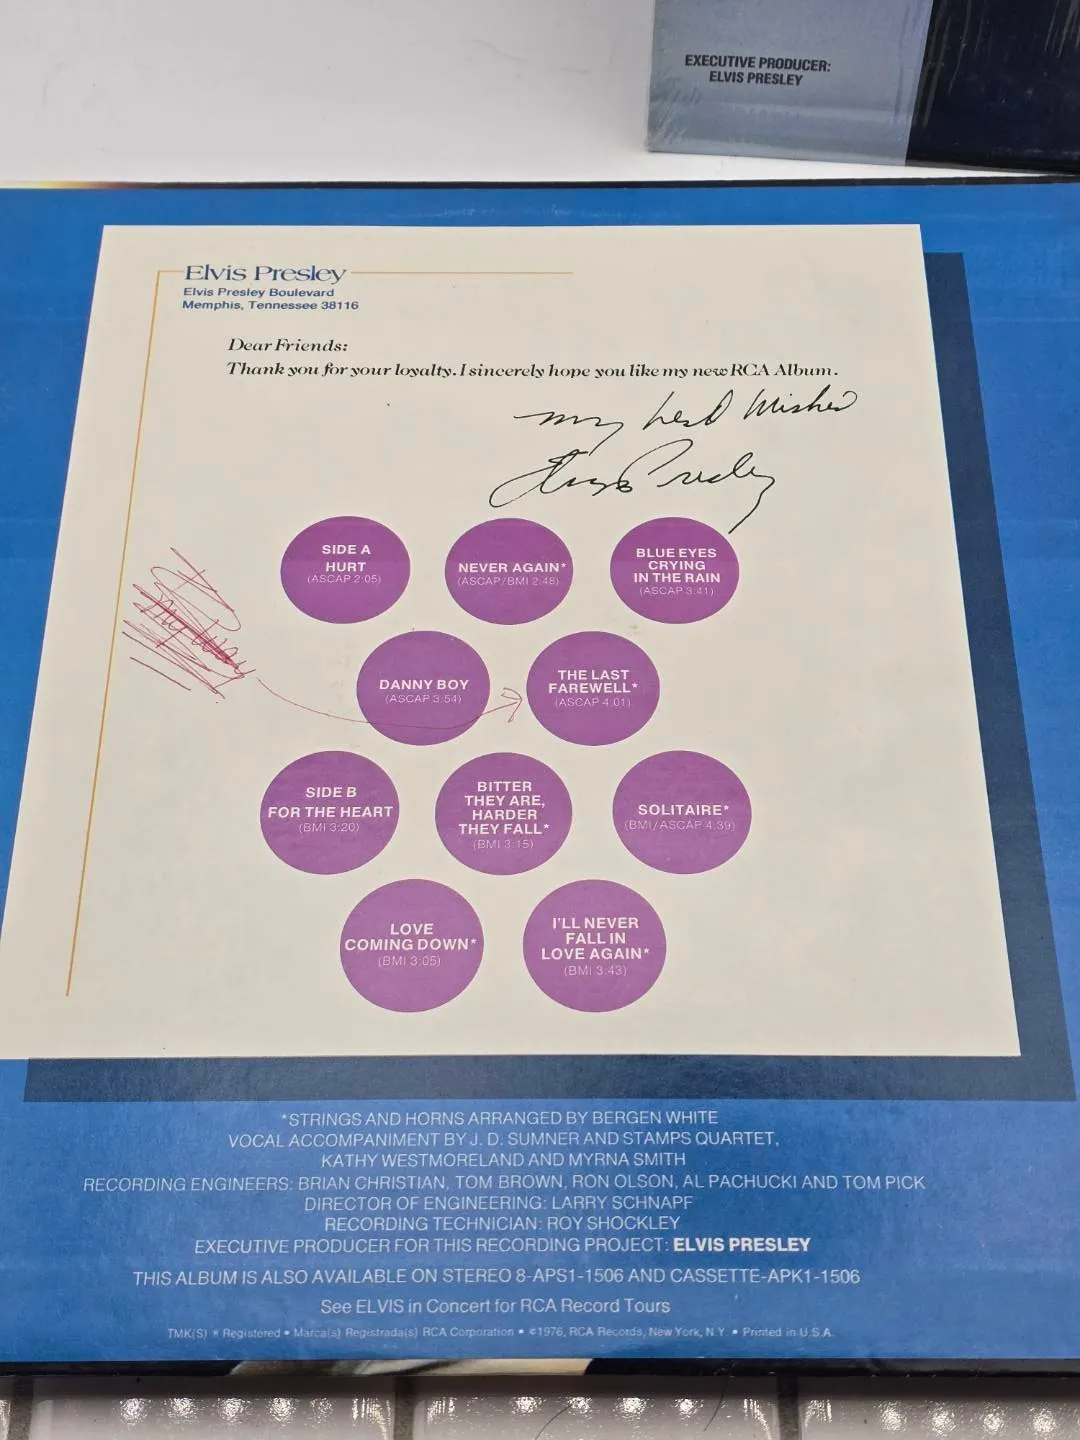 EXECUTIVE PRODUCER:
ELVIS PRESLEY
Elvis Presley
Elvis Presley Boulevard
Memphis, Tennessee 38116
Dear Friends:
Thank you for your loyalty. I sincerely hope you like my new RCA Album.
my best Wishes
Elvis Presley
SIDE A
HURT
(ASCAP 2:05)
NEVER AGAIN*
(ASCAP/BMI 2:48)
BLUE EYES
CRYING
IN THE RAIN
(ASCAP 3:41)
my way
DANNY BOY
(ASCAP 3:54)
THE LAST
FAREWELL*
(ASCAP 4:01)
SIDE B
FOR THE HEART
(BMI 3:20)
BITTER
THEY ARE,
HARDER
THEY FALL*
(BMI 3:15)
SOLITAIRE*
(BMI/ASCAP 4:39)
LOVE
COMING DOWN*
(BMI 3:05)
I'LL NEVER
FALL IN
LOVE AGAIN*
(BMI 3:43)
*STRINGS AND HORNS ARRANGED BY BERGEN WHITE
VOCAL ACCOMPANIMENT BY J. D. SUMNER AND STAMPS QUARTET,
KATHY WESTMORELAND AND MYRNA SMITH
RECORDING ENGINEERS: BRIAN CHRISTIAN, TOM BROWN, RON OLSON, AL PACHUCKI AND TOM PICK
DIRECTOR OF ENGINEERING: LARRY SCHNAPF
RECORDING TECHNICIAN: ROY SHOCKLEY
EXECUTIVE PRODUCER FOR THIS RECORDING PROJECT: ELVIS PRESLEY
THIS ALBUM IS ALSO AVAILABLE ON STEREO 8-APS1-1506 AND CASSETTE-APK1-1506
See ELVIS in Concert for RCA Record Tours
TMK(S) ® Registered • Marca(s) Registrada(s) RCA Corporation • ©1976, RCA Records, New York, N.Y. • Printed in U.S.A.